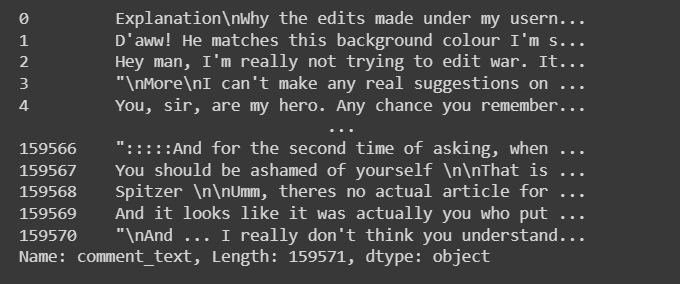 0 Explanation\nWhy the edits made under my usern...
1 D'aww! He matches this background colour I'm s...
2 Hey man, I'm really not trying to edit war. It...
3 "\nMore\nI can't make any real suggestions on ...
4 You, sir, are my hero. Any chance you remember...
...
159566 ":::::And for the second time of asking, when ...
159567 You should be ashamed of yourself \n\nThat is ...
159568 Spitzer \n\nUmm, theres no actual article for ...
159569 And it looks like it was actually you who put ...
159570 "\nAnd ... I really don't think you understand...
Name: comment_text, Length: 159571, dtype: object